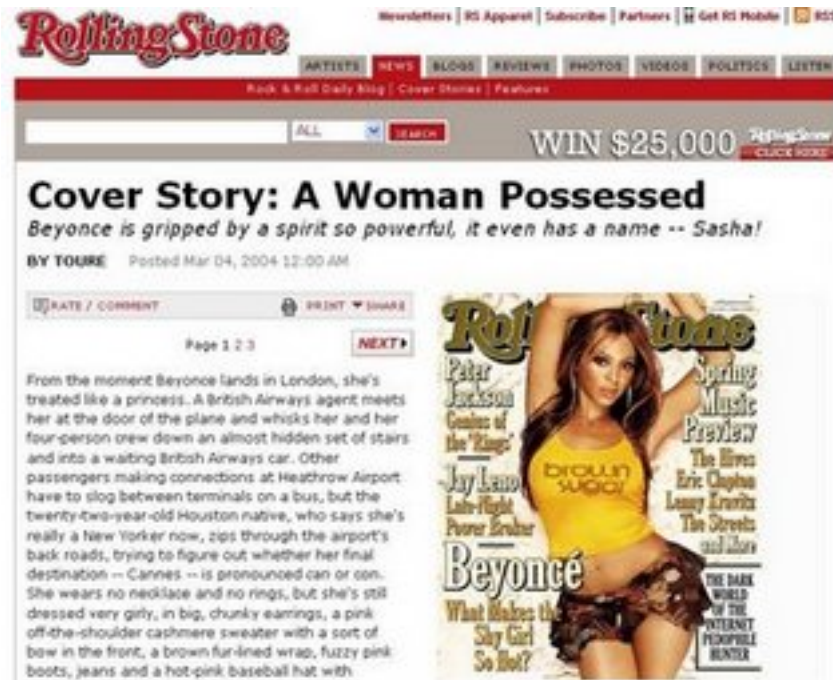 Newsletters | RS Apparel | Subscribe | Partners | Get RS Mobile | RSS
Rolling Stone
ARTISTS NEWS BLOGS REVIEWS PHOTOS VIDEOS POLITICS LISTEN
Rock & Roll Daily Blog | Cover Stories | Features
ALL SEARCH
WIN $25,000 Rolling Stone
CLICK HERE
Cover Story: A Woman Possessed
Beyonce is gripped by a spirit so powerful, it even has a name -- Sasha!
BY TOURE Posted Mar 04, 2004 12:00 AM
RATE / COMMENT PRINT SHARE
Page 1 2 3 NEXT
From the moment Beyonce lands in London, she's
treated like a princess. A British Airways agent meets
her at the door of the plane and whisks her and her
four-person crew down an almost hidden set of stairs
and into a waiting British Airways car. Other
passengers making connections at Heathrow Airport
have to slog between terminals on a bus, but the
twenty-two-year-old Houston native, who says she's
really a New Yorker now, zips through the airport's
back roads, trying to figure out whether her final
destination -- Cannes -- is pronounced can or con.
She wears no necklace and no rings, but she's still
dressed very girly, in big, chunky earrings, a pink
off-the-shoulder cashmere sweater with a sort of
bow in the front, a brown fur-lined wrap, fuzzy pink
boots, jeans and a hot-pink baseball hat with
Rolling Stone
Peter
Jackson
Genius of
the 'Rings'
Jay Leno
Late-Night
Power Broker
Beyoncé
What Makes the
Shy Girl
So Hot?
brown
sugar
Spring
Music
Preview
The Hives
Eric Clapton
Lenny Kravitz
The Streets
and More
THE DARK
WORLD
OF THE
INTERNET
PEDOPHILE
HUNTER